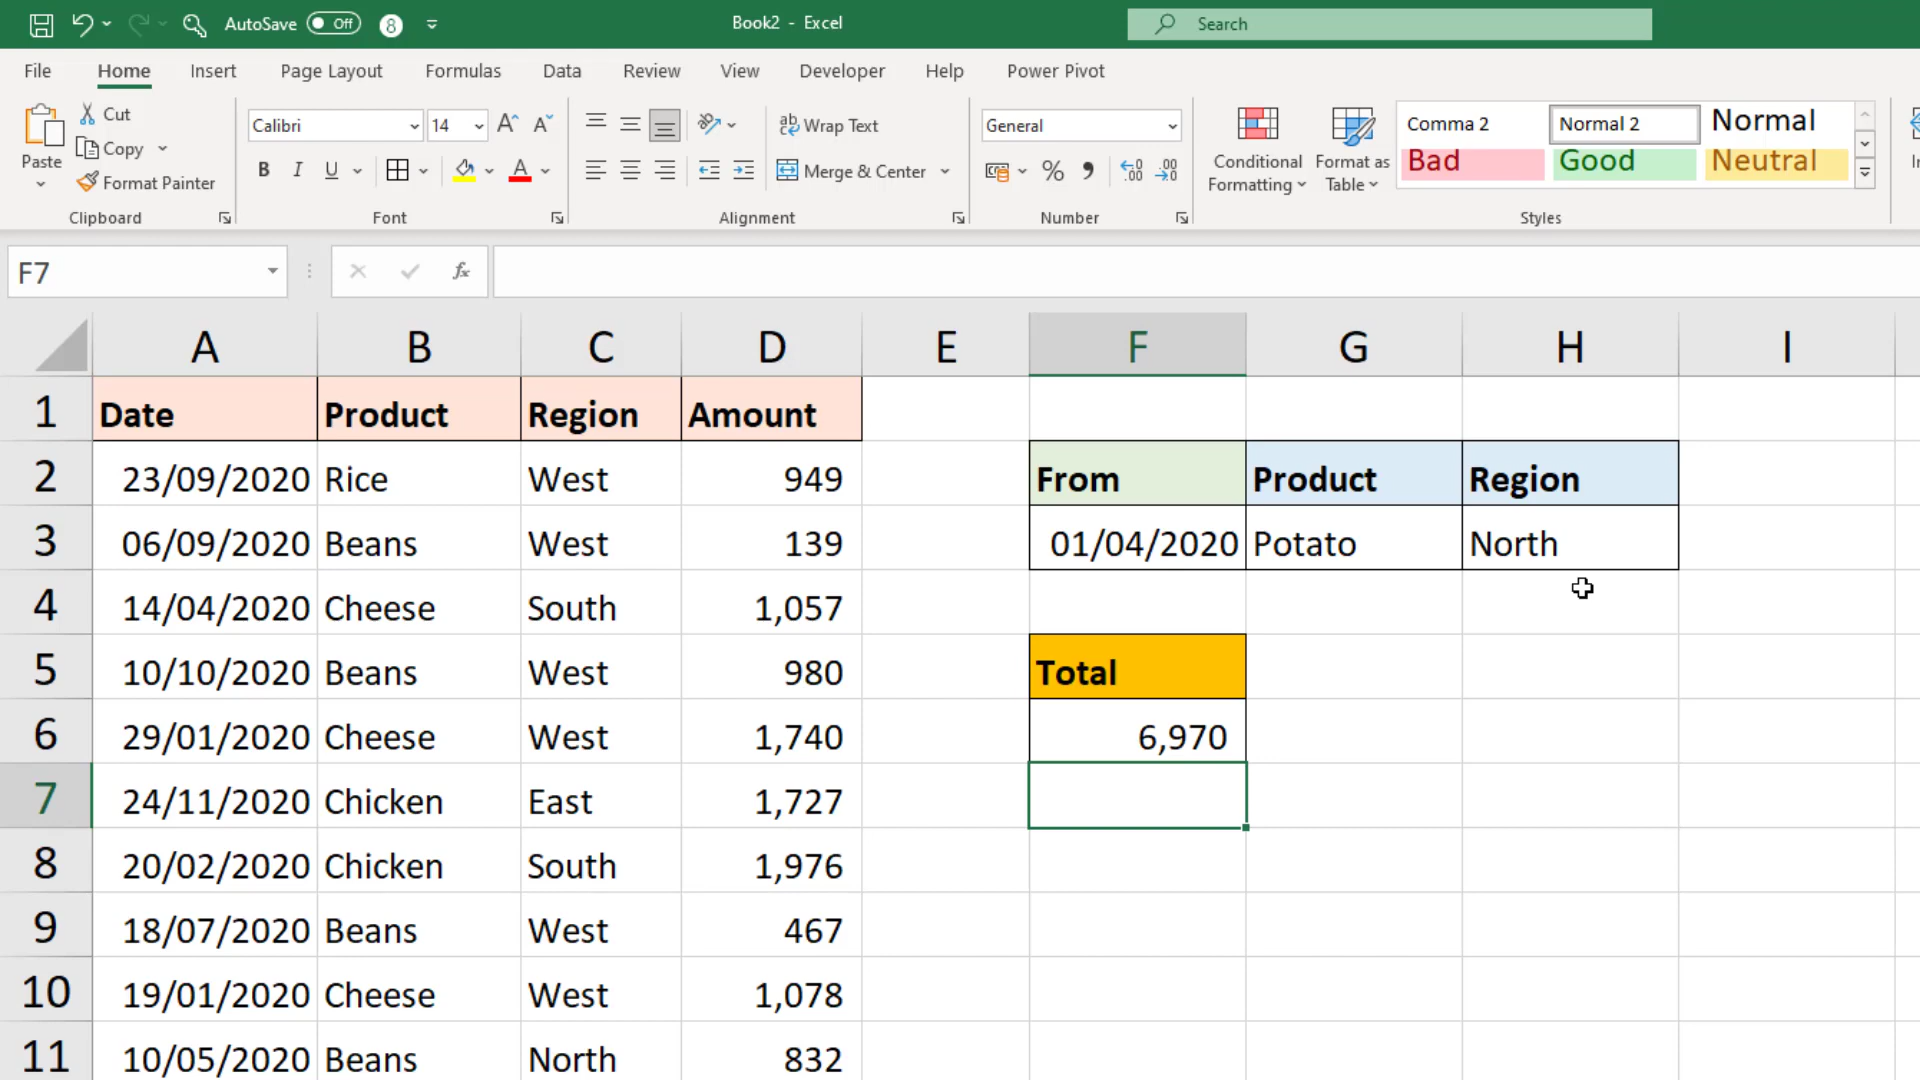 AutoSave Off 8 Book2 - Excel Search
File Home Insert Page Layout Formulas Data Review View Developer Help Power Pivot
Paste
Cut
Copy
Format Painter
Clipboard
Calibri 14
B I U A
Font
Wrap Text
Merge & Center
Alignment
General
%
Number
Conditional Formatting
Format as Table
Comma 2 Normal 2 Normal
Bad Good Neutral
Styles
F7 fx
A B C D E F G H I
1 Date Product Region Amount
2 23/09/2020 Rice West 949 From Product Region
3 06/09/2020 Beans West 139 01/04/2020 Potato North
4 14/04/2020 Cheese South 1,057
5 10/10/2020 Beans West 980 Total
6 29/01/2020 Cheese West 1,740 6,970
7 24/11/2020 Chicken East 1,727
8 20/02/2020 Chicken South 1,976
9 18/07/2020 Beans West 467
10 19/01/2020 Cheese West 1,078
11 10/05/2020 Beans North 832